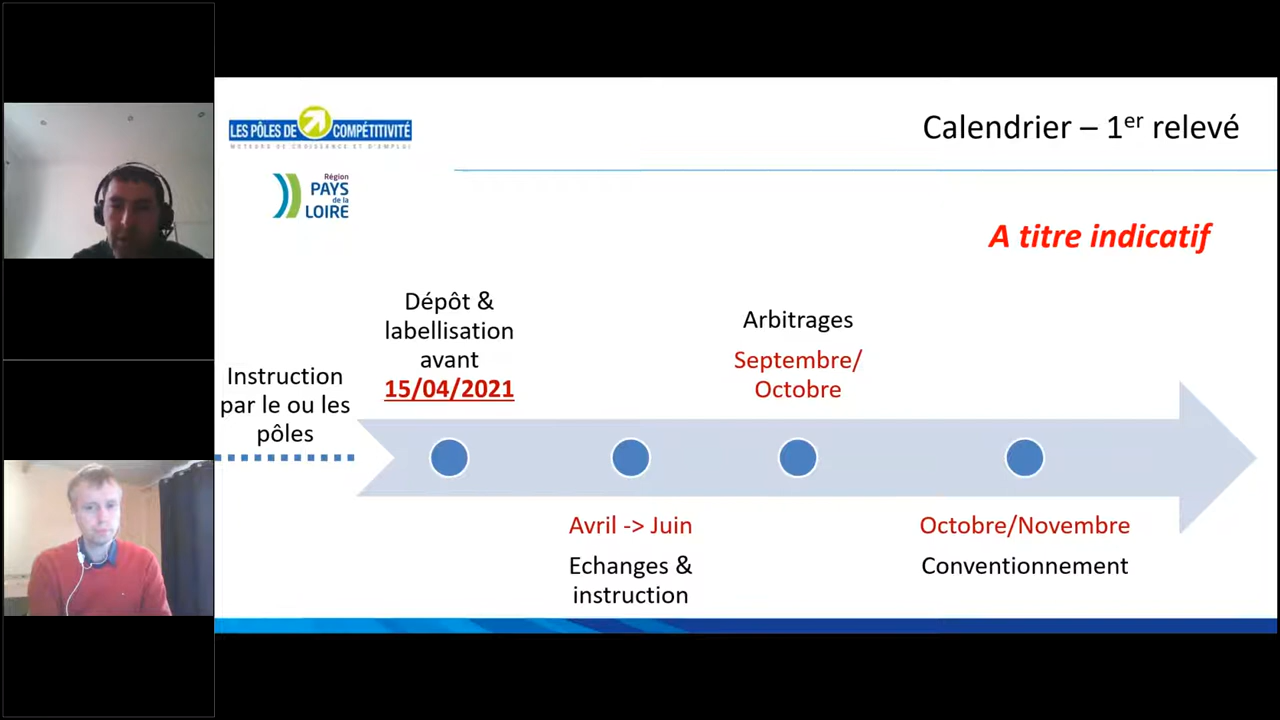 LES PÔLES DE COMPÉTITIVITÉ
MOTEURS DE CROISSANCE ET D'EMPLOI
Région
PAYS
de la
LOIRE
Calendrier – 1er relevé
A titre indicatif
Instruction
par le ou les
pôles
Dépôt &
labellisation
avant
15/04/2021
Avril -> Juin
Echanges &
instruction
Arbitrages
Septembre/
Octobre
Octobre/Novembre
Conventionnement